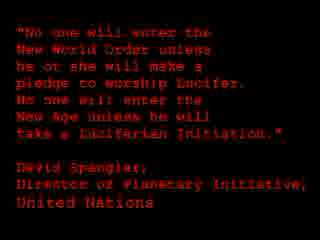 "No one will enter the
New World Order unless
he or she will make a
pledge to worship Lucifer.
No one will enter the
New Age unless he will
take a Luciferian Initiation."
David Spangler,
Director of Planetary Initiative,
United Nations